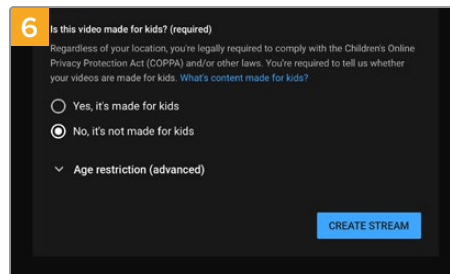 6
Is this video made for kids? (required)
Regardless of your location, you're legally required to comply with the Children's Online
Privacy Protection Act (COPPA) and/or other laws. You're required to tell us whether
your videos are made for kids. What's content made for kids?
Yes, it's made for kids
No, it's not made for kids
Age restriction (advanced)
CREATE STREAM